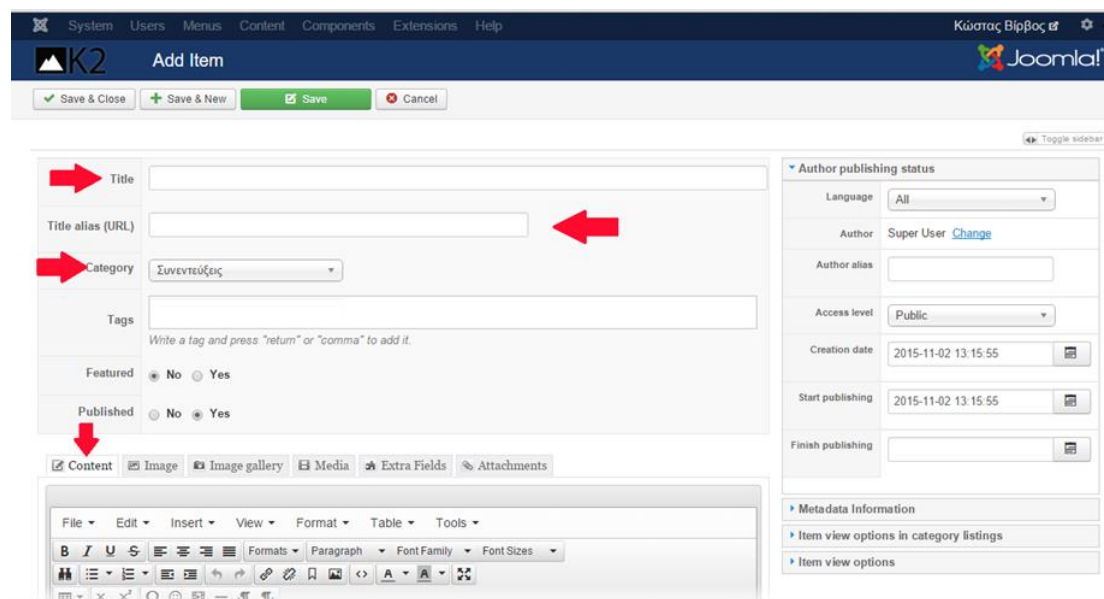 System Users Menus Content Components Extensions Help Κώστας Βίρβος
K2 Add Item Joomla!
Save & Close Save & New Save Cancel
Toggle sidebar
Title
Title alias (URL)
Category Συνεντεύξεις
Tags
Write a tag and press "return" or "comma" to add it.
Featured No Yes
Published No Yes
Content Image Image gallery Media Extra Fields Attachments
File Edit Insert View Format Table Tools
B I U S Formats Paragraph Font Family Font Sizes
A A
Author publishing status
Language All
Author Super User Change
Author alias
Access level Public
Creation date 2015-11-02 13:15:55
Start publishing 2015-11-02 13:15:55
Finish publishing
Metadata Information
Item view options in category listings
Item view options